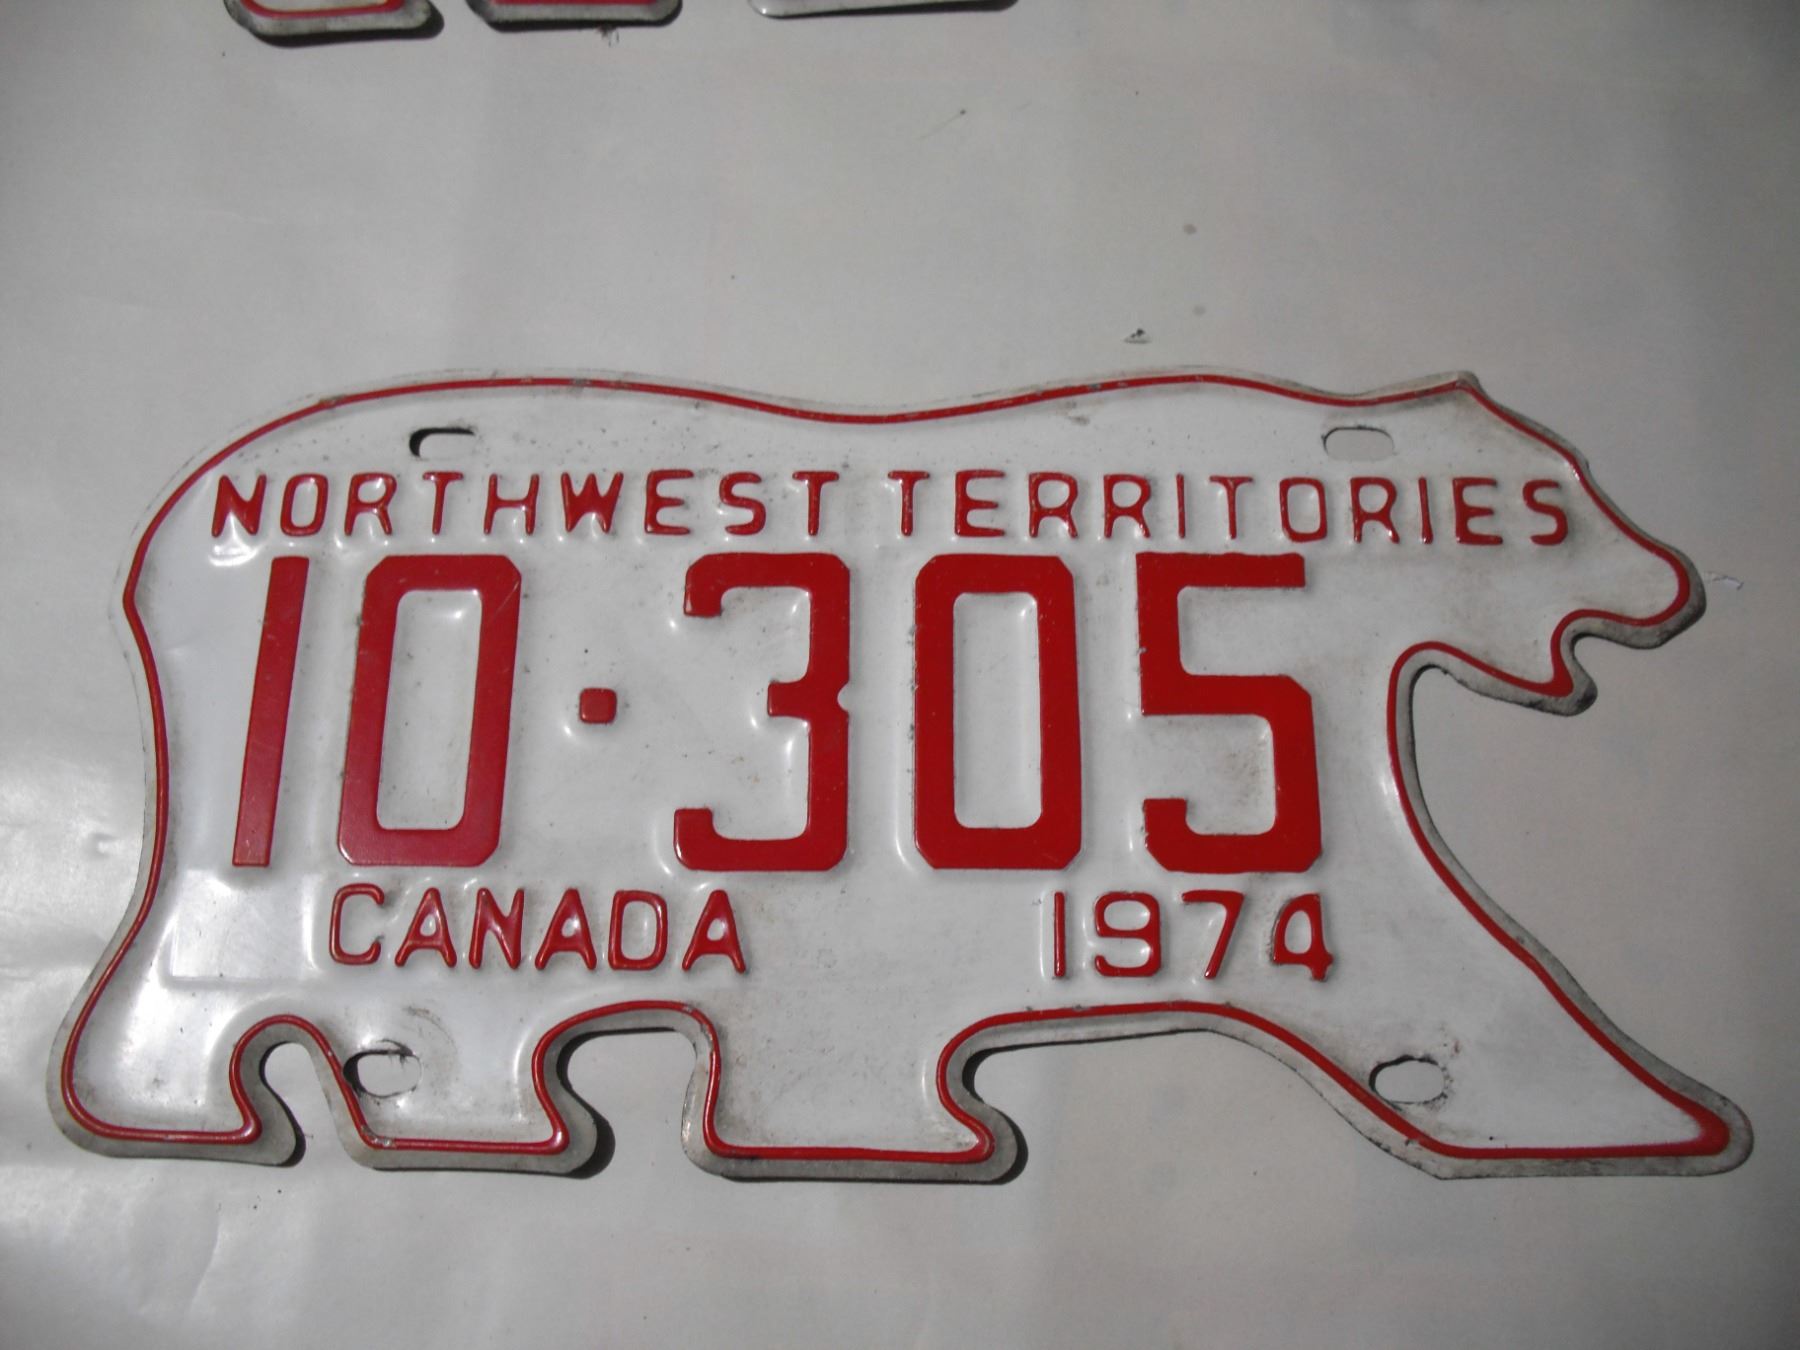 NORTHWEST TERRITORIES
10·305
CANADA 1974